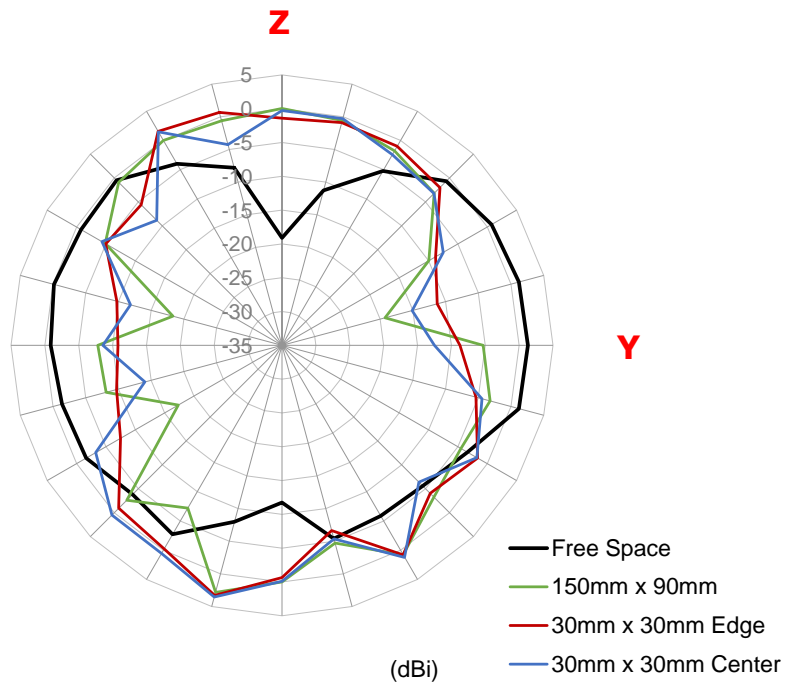 Z
5
0
-5
-10
-15
-20
-25
-30
-35
Y
Free Space
150mm x 90mm
30mm x 30mm Edge
30mm x 30mm Center
(dBi)